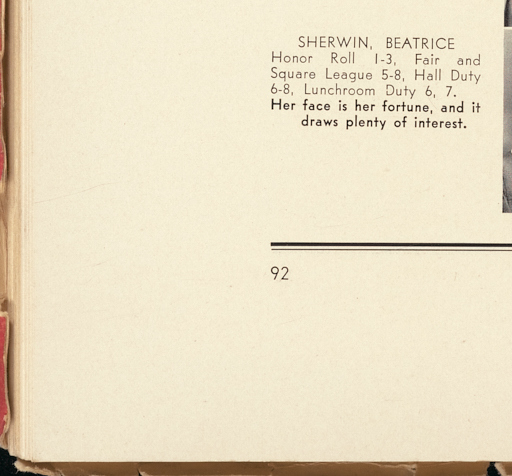 SHERWIN, BEATRICE
Honor Roll 1-3, Fair and
Square League 5-8, Hall Duty
6-8, Lunchroom Duty 6, 7.
Her face is her fortune, and it
draws plenty of interest.
92